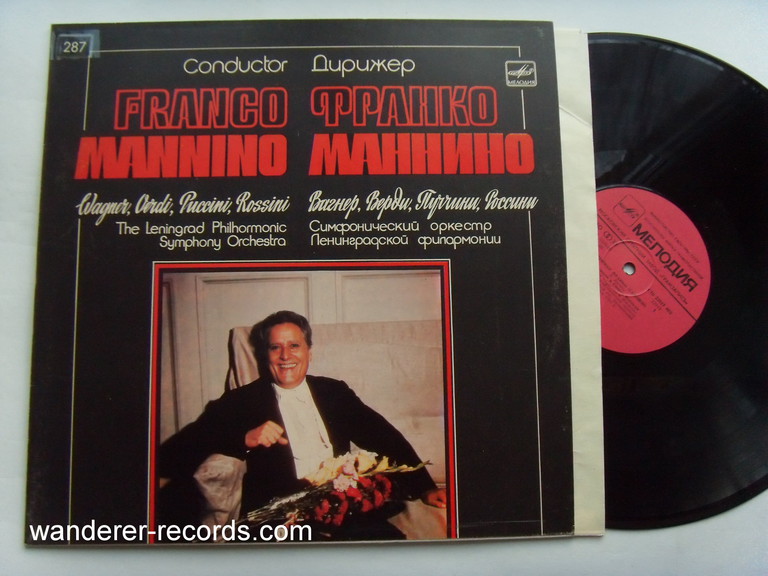 287
Conductor Дирижер
МЕЛОДИЯ
FRANCO ФРАНКО
MANNINO МАННИНО
Wagner, Verdi, Puccini, Rossini Вагнер, Верди, Пуччини, Россини
The Leningrad Philharmonic Симфонический оркестр
Symphony Orchestra Ленинградской филармонии
МЕЛОДИЯ
wanderer-records.com